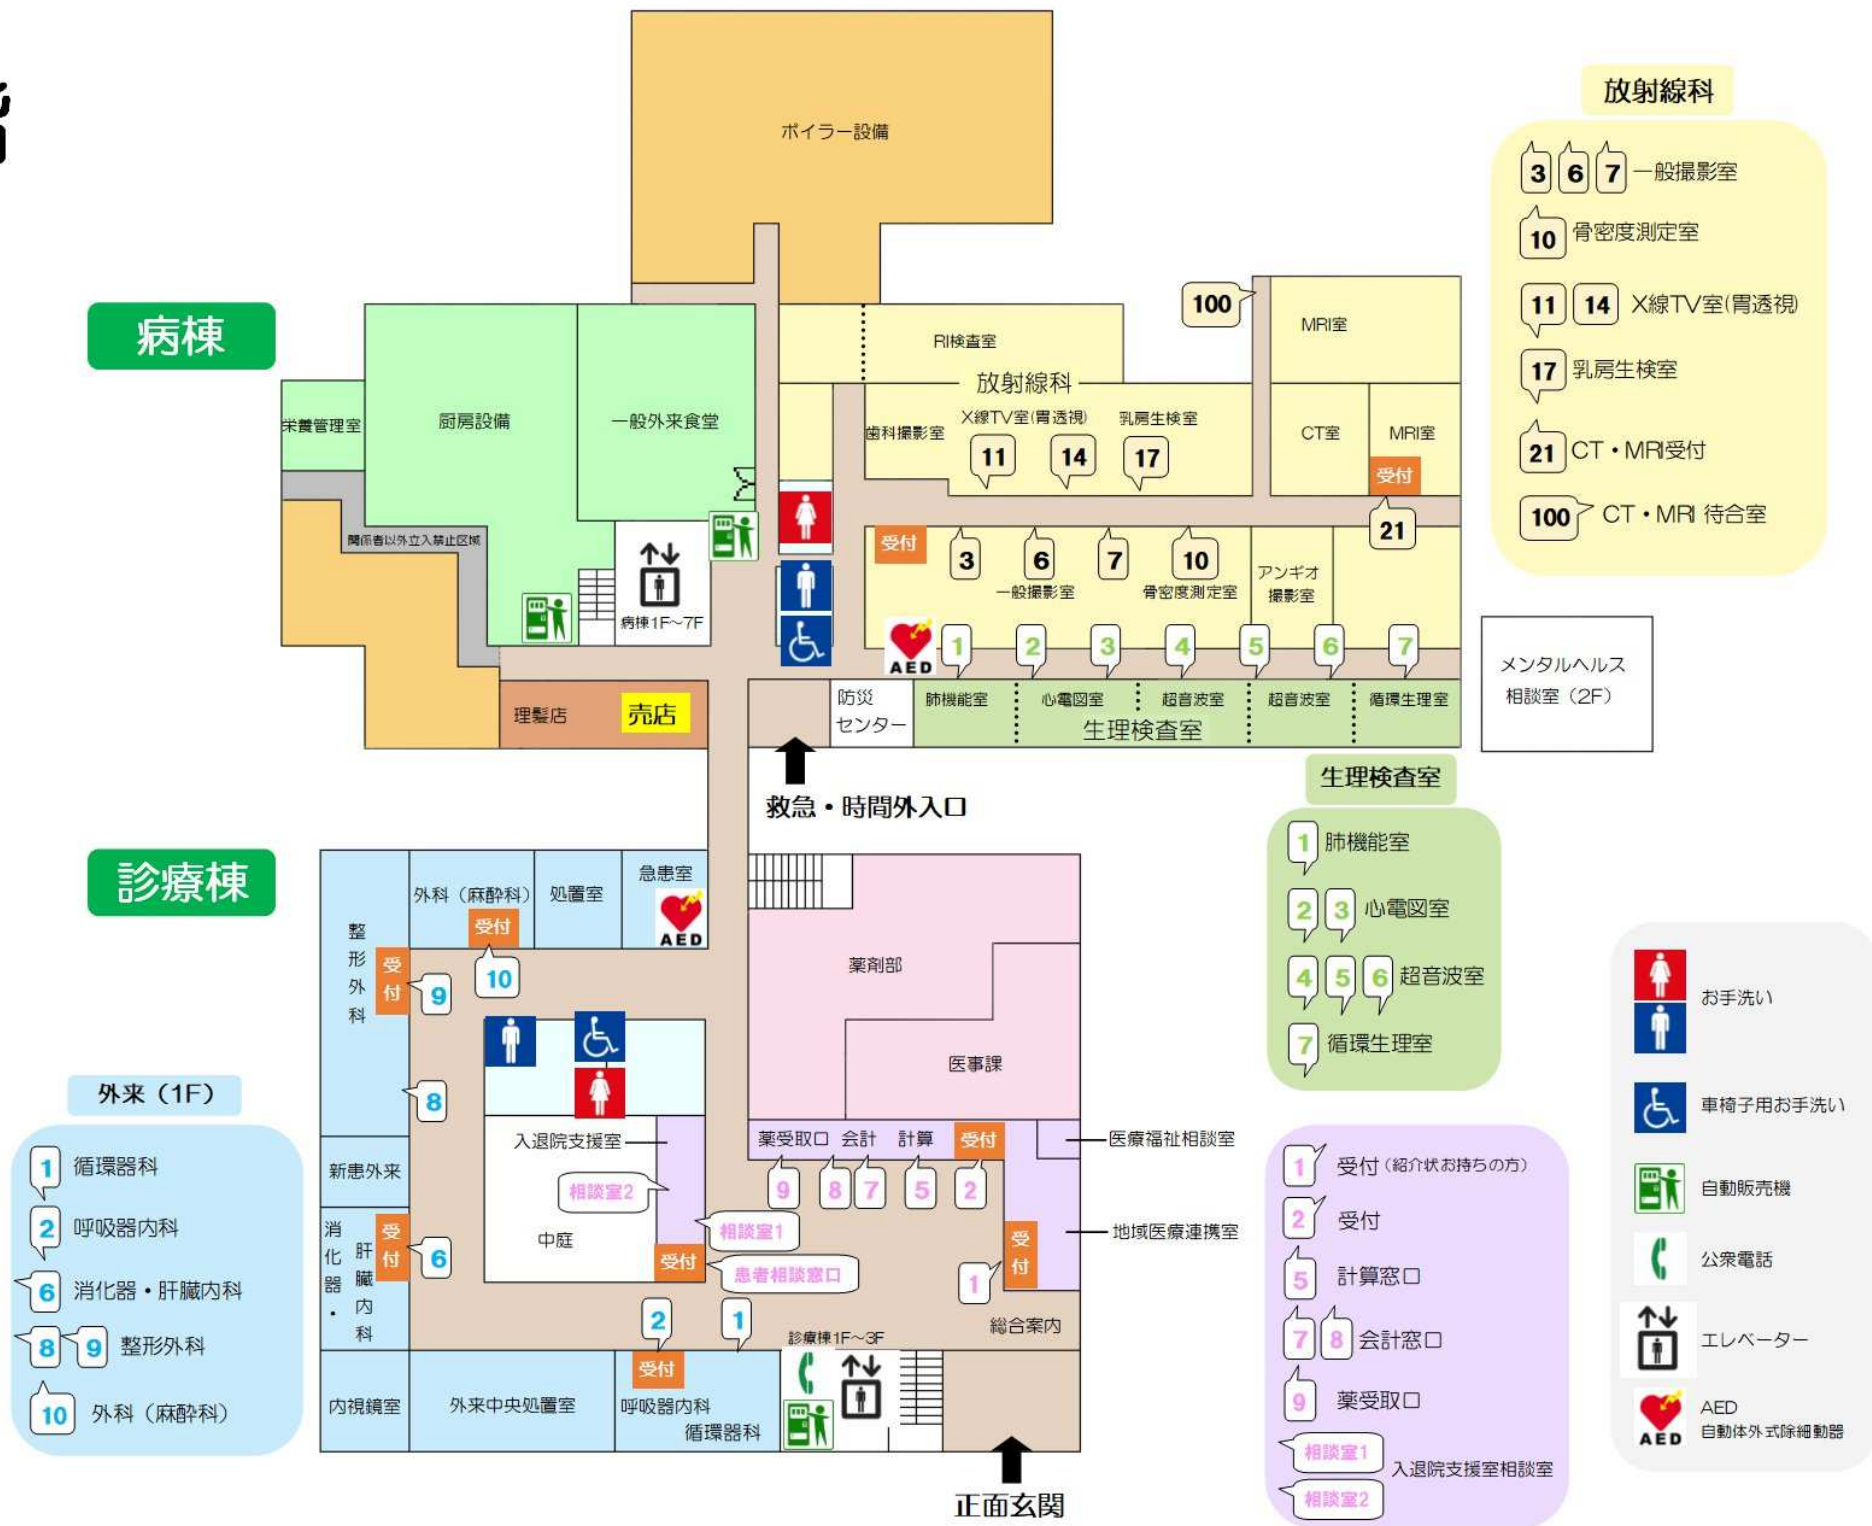 階
病棟
ボイラー設備
栄養管理室
厨房設備
一般外来食堂
関係者以外立入禁止区域
病棟1F~7F
理髪店
売店
RI検査室
放射線科
歯科撮影室
X線TV室(胃透視)
乳房生検室
11
14
17
100
MRI室
CT室
MRI室
受付
21
受付
3
6
7
10
一般撮影室
骨密度測定室
アンギオ
撮影室
AED
1
2
3
4
5
6
7
防災
センター
肺機能室
心電図室
超音波室
超音波室
循環生理室
生理検査室
メンタルヘルス
相談室(2F)
救急・時間外入口
放射線科
3 6 7 一般撮影室
10 骨密度測定室
11 14 X線TV室(胃透視)
17 乳房生検室
21 CT・MRI受付
100 CT・MRI 待合室
生理検査室
1 肺機能室
2 3 心電図室
4 5 6 超音波室
7 循環生理室
診療棟
整形外科
受付
9
8
外科(麻酔科)
受付
10
処置室
急患室
AED
薬剤部
医事課
新患外来
消化器・
肝臓内科
受付
6
入退院支援室
相談室2
相談室1
中庭
受付
患者相談窓口
薬受取口
会計
計算
受付
9
8
7
5
2
医療福祉相談室
地域医療連携室
受付
1
総合案内
2
1
診療棟1F~3F
内視鏡室
外来中央処置室
受付
呼吸器内科
循環器科
正面玄関
外来(1F)
1 循環器科
2 呼吸器内科
6 消化器・肝臓内科
8 9 整形外科
10 外科(麻酔科)
1 受付(紹介状お持ちの方)
2 受付
5 計算窓口
7 8 会計窓口
9 薬受取口
相談室1
入退院支援室相談室
相談室2
お手洗い
車椅子用お手洗い
自動販売機
公衆電話
エレベーター
AED
AED
自動体外式除細動器